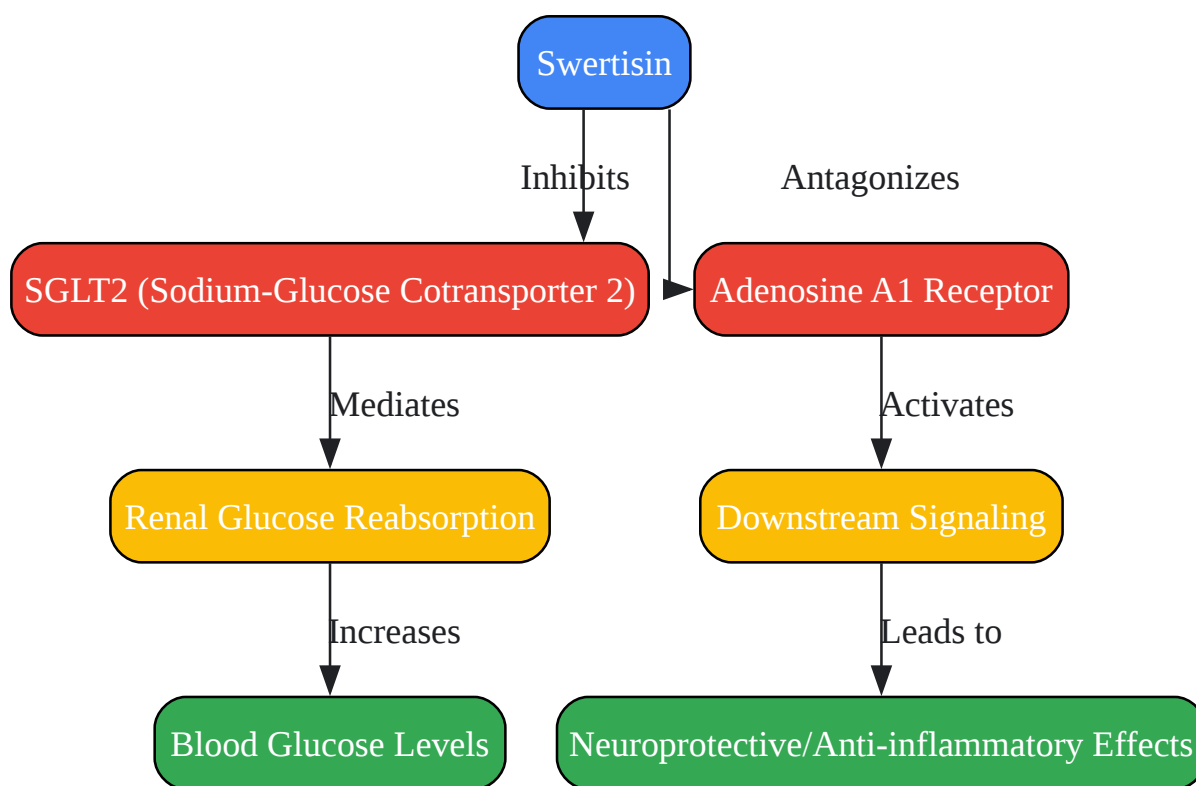 Swertisin
Inhibits
Antagonizes
SGLT2 (Sodium-Glucose Cotransporter 2)
Adenosine A1 Receptor
Mediates
Activates
Renal Glucose Reabsorption
Downstream Signaling
Increases
Leads to
Blood Glucose Levels
Neuroprotective/Anti-inflammatory Effects